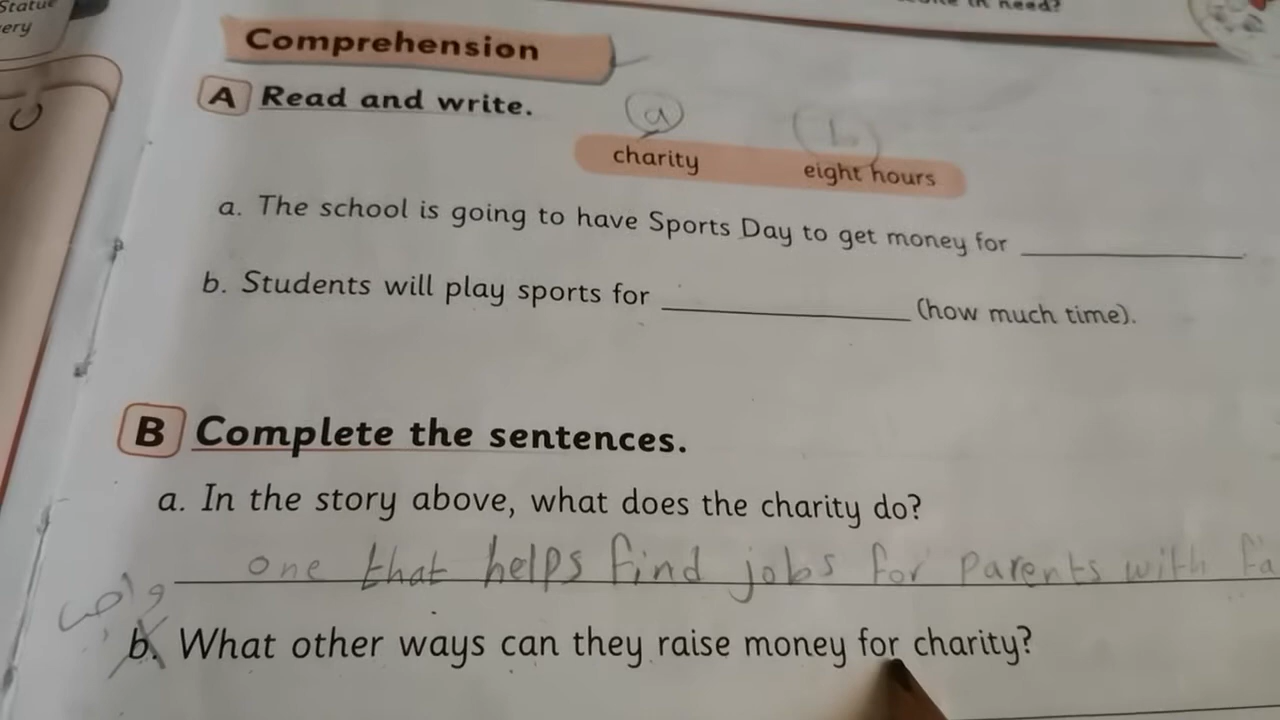 Statue
ery
in need?
Comprehension
A Read and write.
a
charity eight hours
a. The school is going to have Sports Day to get money for
b. Students will play sports for (how much time).
B Complete the sentences.
a. In the story above, what does the charity do?
one that helps find jobs for parents with fa
b. What other ways can they raise money for charity?